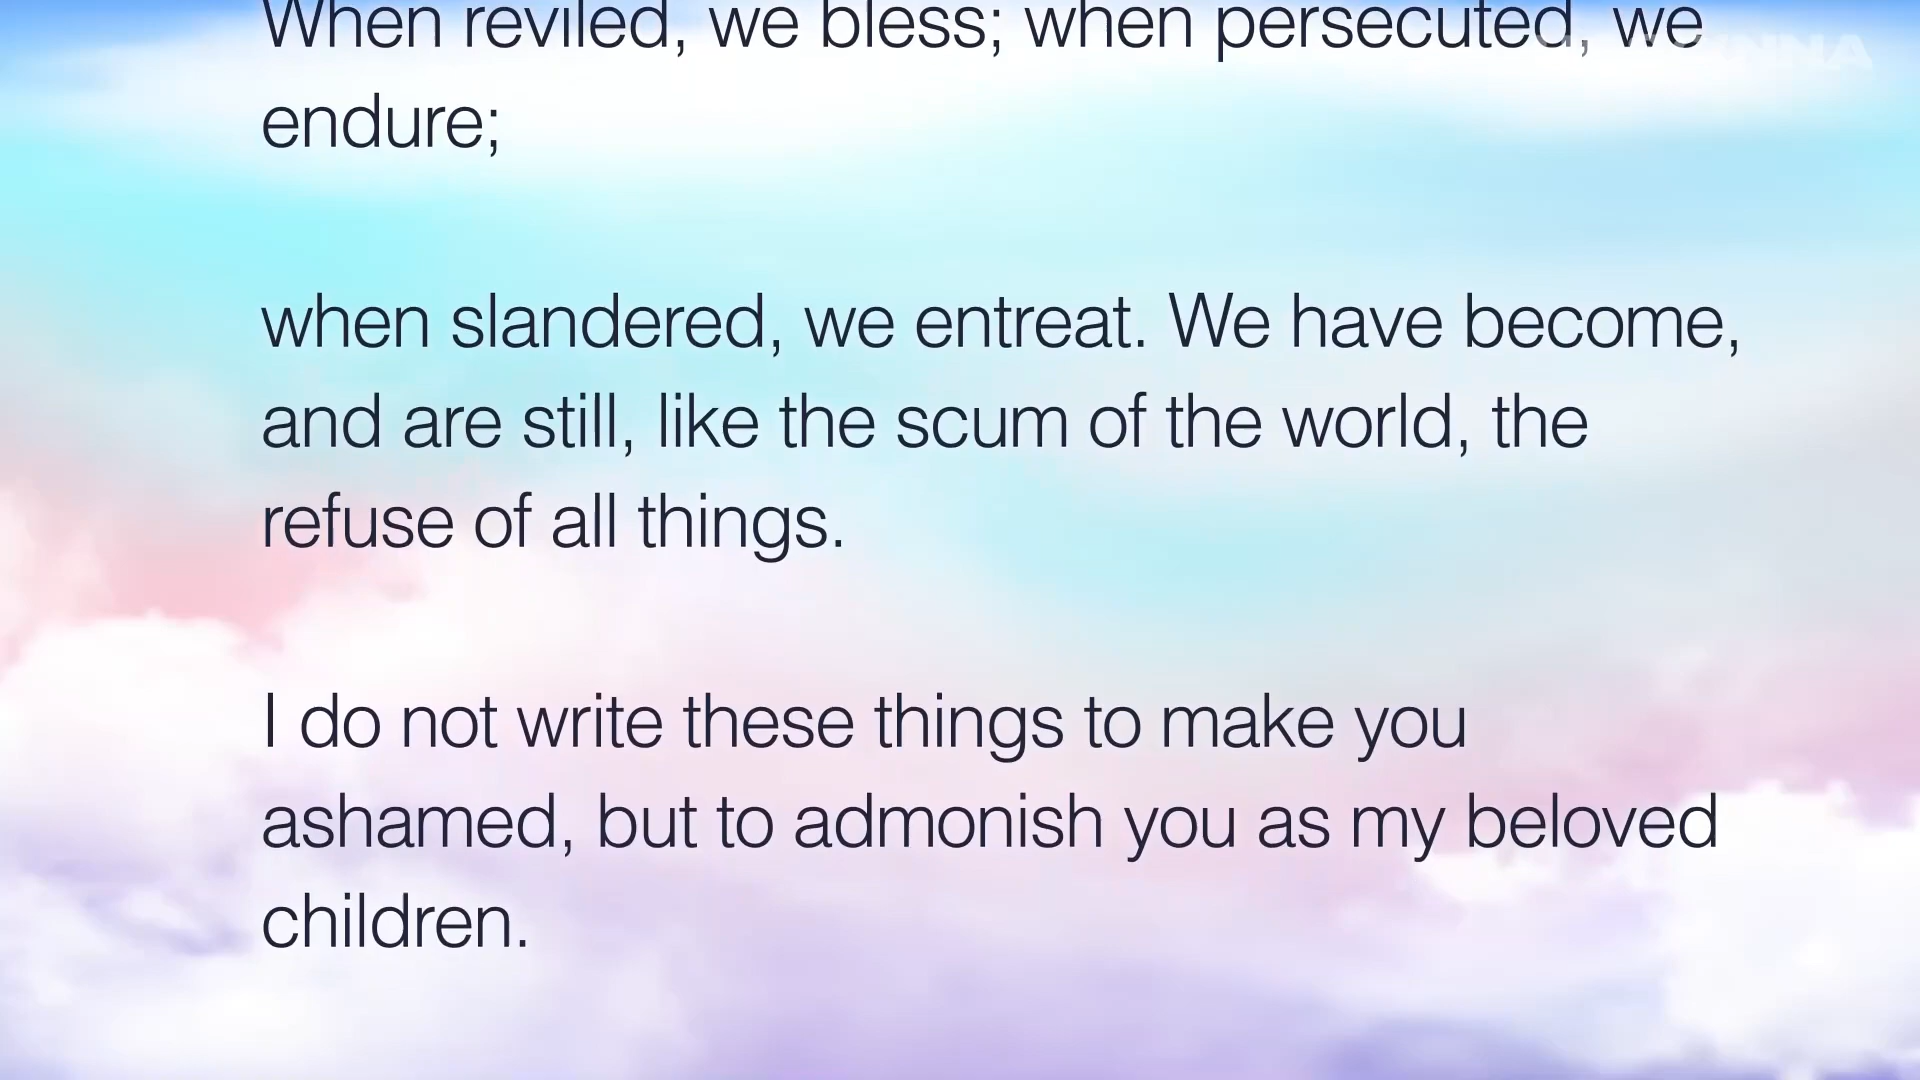 When reviled, we bless; when persecuted, we
endure;
when slandered, we entreat. We have become,
and are still, like the scum of the world, the
refuse of all things.
I do not write these things to make you
ashamed, but to admonish you as my beloved
children.